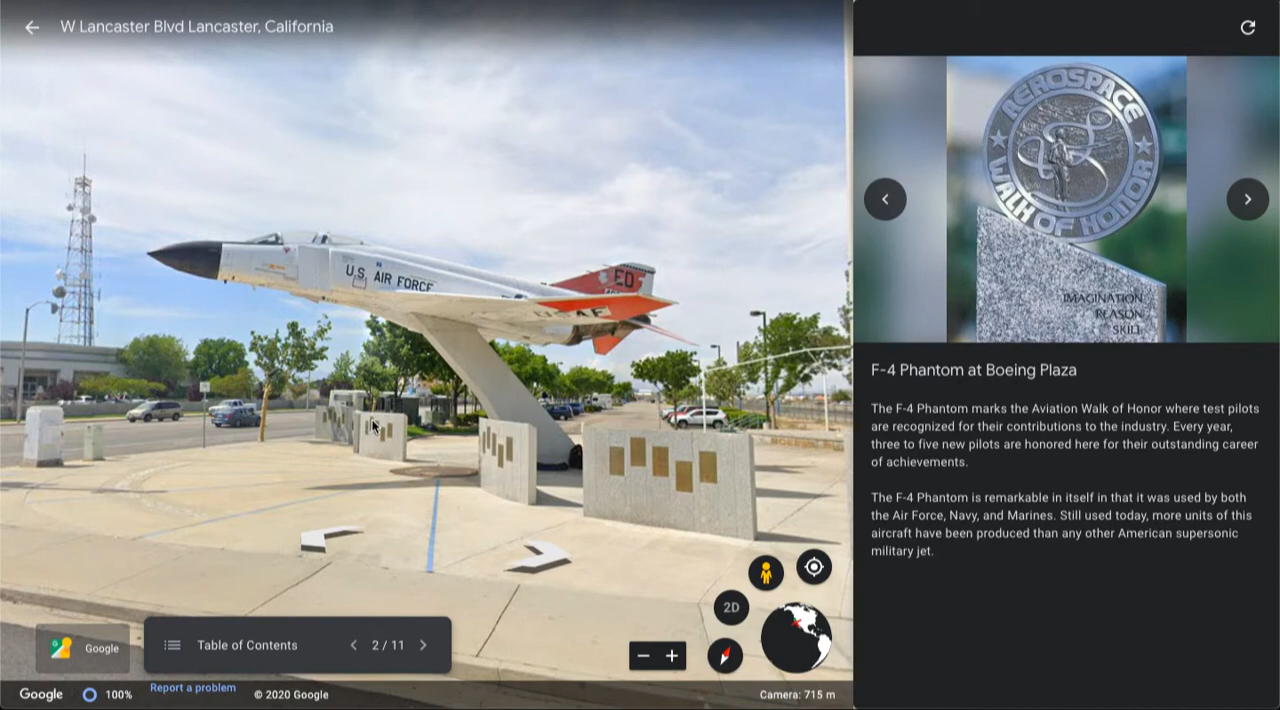 W Lancaster Blvd Lancaster, California
U.S. AIR FORCE
ED
USAF
Google
Table of Contents
2 / 11
2D
Google
100%
Report a problem
© 2020 Google
Camera: 715 m
AEROSPACE
WALK OF HONOR
IMAGINATION
REASON
SKILL
F-4 Phantom at Boeing Plaza
The F-4 Phantom marks the Aviation Walk of Honor where test pilots
are recognized for their contributions to the industry. Every year,
three to five new pilots are honored here for their outstanding career
of achievements.
The F-4 Phantom is remarkable in itself in that it was used by both
the Air Force, Navy, and Marines. Still used today, more units of this
aircraft have been produced than any other American supersonic
military jet.